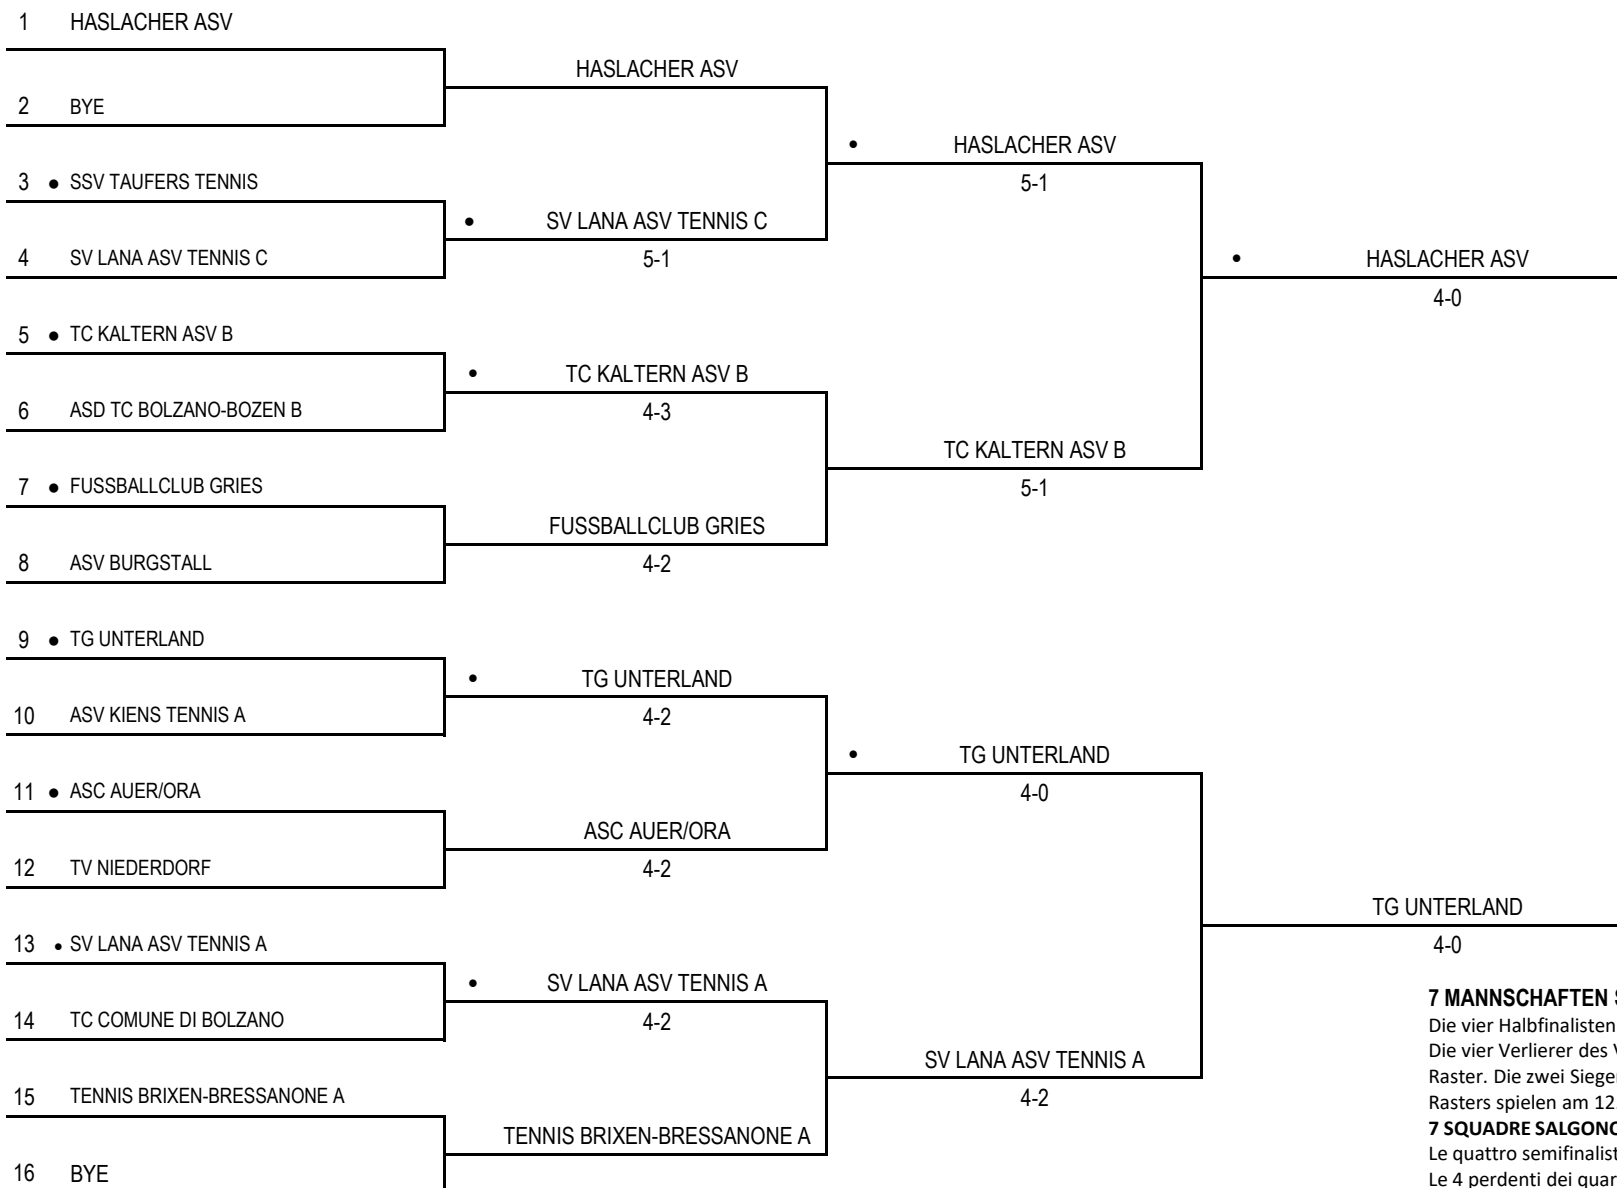 1 HASLACHER ASV
HASLACHER ASV
2 BYE
• HASLACHER ASV
3 • SSV TAUFERS TENNIS
5-1
• SV LANA ASV TENNIS C
4 SV LANA ASV TENNIS C
5-1
• HASLACHER ASV
4-0
5 • TC KALTERN ASV B
• TC KALTERN ASV B
6 ASD TC BOLZANO-BOZEN B
4-3
TC KALTERN ASV B
7 • FUSSBALLCLUB GRIES
5-1
FUSSBALLCLUB GRIES
8 ASV BURGSTALL
4-2
9 • TG UNTERLAND
• TG UNTERLAND
10 ASV KIENS TENNIS A
4-2
• TG UNTERLAND
11 • ASC AUER/ORA
4-0
ASC AUER/ORA
12 TV NIEDERDORF
4-2
TG UNTERLAND
13 • SV LANA ASV TENNIS A
4-0
• SV LANA ASV TENNIS A
14 TC COMUNE DI BOLZANO
4-2
SV LANA ASV TENNIS A
15 TENNIS BRIXEN-BRESSANONE A
4-2
TENNIS BRIXEN-BRESSANONE A
16 BYE
7 MANNSCHAFTEN
Die vier Halbfinalisten
Die vier Verlierer des
Raster. Die zwei
Rasters spielen am 12
7 SQUADRE
Le quattro
Le 4 perdenti dei